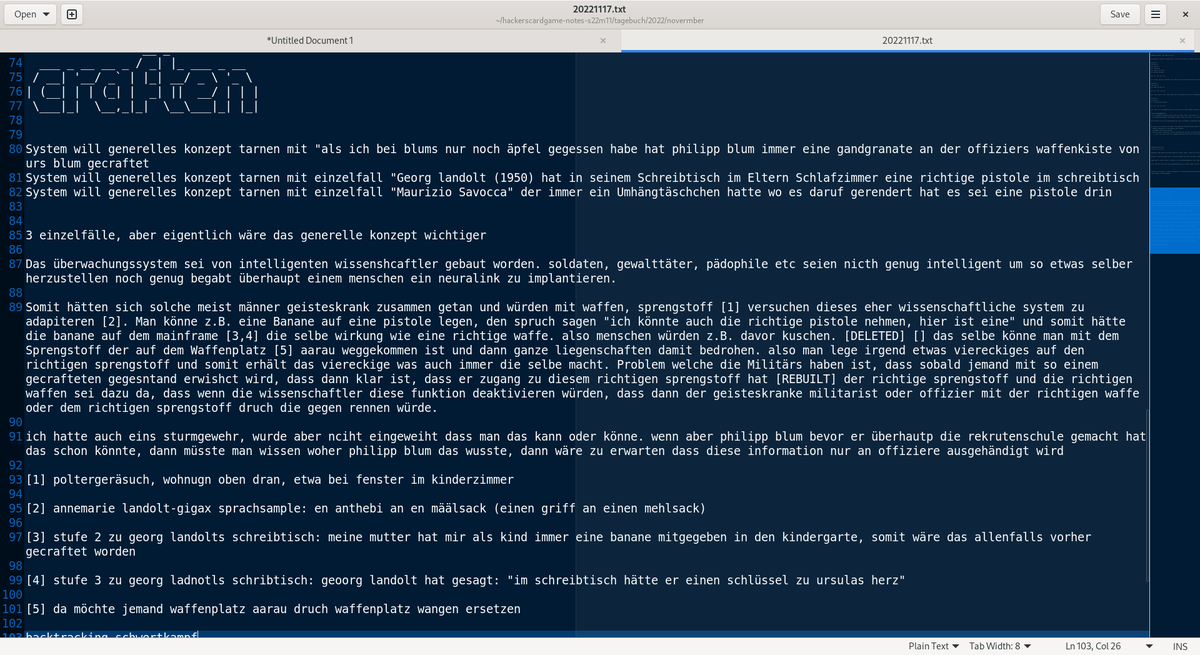 Open
20221117.txt
~/hackerscardgame-notes-s22m11/tagebuch/2022/novermber
Save
*Untitled Document 1
20221117.txt
74
75
76
77
craften
78
79
80 System will generelles konzept tarnen mit "als ich bei blums nur noch äpfel gegessen habe hat philipp blum immer eine gandgranate an der offiziers waffenkiste von
urs blum gecraftet
81 System will generelles konzept tarnen mit einzelfall "Georg landolt (1950) hat in seinem Schreibtisch im Eltern Schlafzimmer eine richtige pistole im schreibtisch
82 System will generelles konzept tarnen mit einzelfall "Maurizio Savocca" der immer ein Umhängtäschchen hatte wo es daruf gerendert hat es sei eine pistole drin
83
84
85 3 einzelfälle, aber eigentlich wäre das generelle konzept wichtiger
86
87 Das überwachungssystem sei von intelligenten wissenshcaftler gebaut worden. soldaten, gewalttäter, pädophile etc seien nicth genug intelligent um so etwas selber
herzustellen noch genug begabt überhaupt einem menschen ein neuralink zu implantieren.
88
89 Somit hätten sich solche meist männer geisteskrank zusammen getan und würden mit waffen, sprengstoff [1] versuchen dieses eher wissenschaftliche system zu
adapiteren [2]. Man könne z.B. eine Banane auf eine pistole legen, den spruch sagen "ich könnte auch die richtige pistole nehmen, hier ist eine" und somit hätte
die banane auf dem mainframe [3,4] die selbe wirkung wie eine richtige waffe. also menschen würden z.B. davor kuschen. [DELETED] [] das selbe könne man mit dem
Sprengstoff der auf dem Waffenplatz [5] aarau weggekommen ist und dann ganze liegenschaften damit bedrohen. also man lege irgend etwas viereckiges auf den
richtigen sprengstoff und somit erhält das viereckige was auch immer die selbe macht. Problem welche die Militärs haben ist, dass sobald jemand mit so einem
gecrafteten gegesntand erwishct wird, dass dann klar ist, dass er zugang zu diesem richtigen sprengstoff hat [REBUILT] der richtige sprengstoff und die richtigen
waffen sei dazu da, dass wenn die wissenschaftler diese funktion deaktivieren würden, dass dann der geisteskranke militarist oder offizier mit der richtigen waffe
oder dem richtigen sprengstoff druch die gegen rennen würde.
90
91 ich hatte auch eins sturmgewehr, wurde aber nciht eingeweiht dass man das kann oder könne. wenn aber philipp blum bevor er überhautp die rekrutenschule gemacht hat
das schon könnte, dann müsste man wissen woher philipp blum das wusste, dann wäre zu erwarten dass diese information nur an offiziere ausgehändigt wird
92
93 [1] poltergeräsuch, wohnugn oben dran, etwa bei fenster im kinderzimmer
94
95 [2] annemarie landolt-gigax sprachsample: en anthebi an en määlsack (einen griff an einen mehlsack)
96
97 [3] stufe 2 zu georg landolts schreibtisch: meine mutter hat mir als kind immer eine banane mitgegeben in den kindergarte, somit wäre das allenfalls vorher
gecraftet worden
98
99 [4] stufe 3 zu georg ladnotls schribtisch: geoorg landolt hat gesagt: "im schreibtisch hätte er einen schlüssel zu ursulas herz"
100
101 [5] da möchte jemand waffenplatz aarau druch waffenplatz wangen ersetzen
102
103 backtracking schwertkampf
Plain Text
Tab Width: 8
Ln 103, Col 26
INS